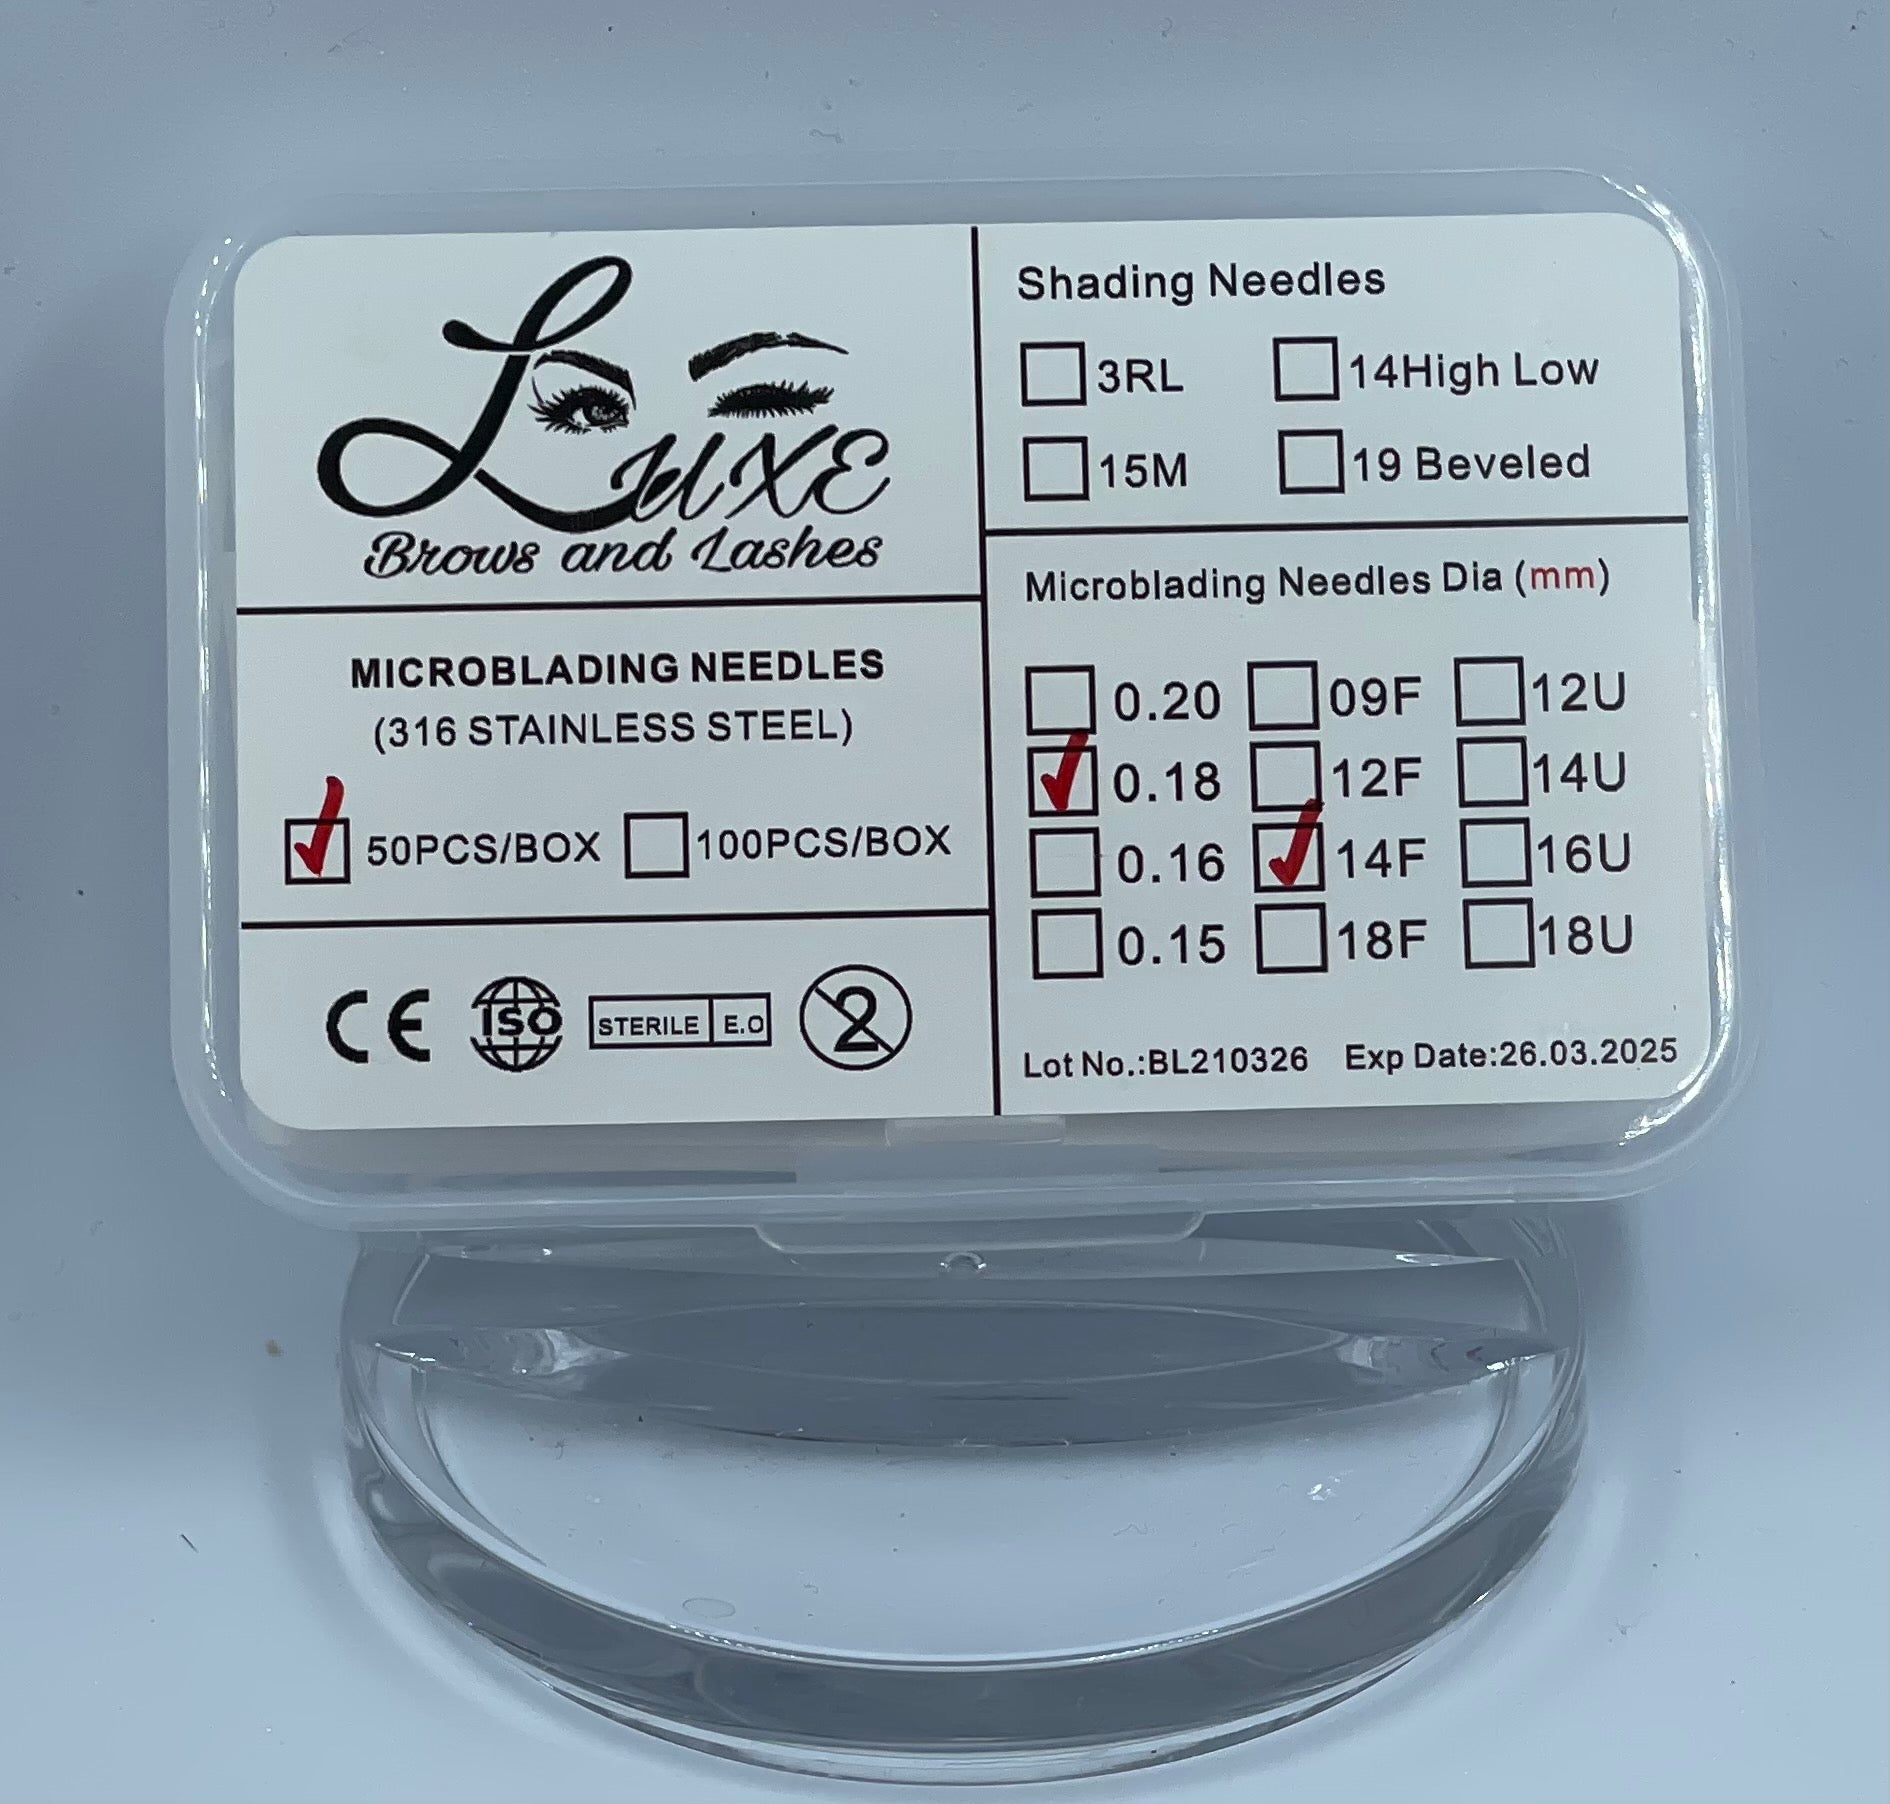 Luxe
Brows and Lashes
MICROBLADING NEEDLES
(316 STAINLESS STEEL)
50PCS/BOX 100PCS/BOX
CE ISO STERILE E.O 2
Shading Needles
3RL 14High Low
15M 19 Beveled
Microblading Needles Dia (mm)
0.20 09F 12U
0.18 12F 14U
0.16 14F 16U
0.15 18F 18U
Lot No.:BL210326 Exp Date:26.03.2025